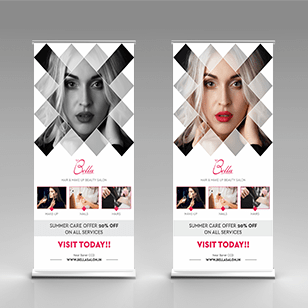 Bella
HAIR & MAKE UP BEAUTY SALON
MAKE UP
NAILS
HAIRS
SUMMER CARE OFFER 50% OFF
ON ALL SERVICES
VISIT TODAY!!
WWW.BELLASALON.IN
Bella
HAIR & MAKE UP BEAUTY SALON
MAKE UP
NAILS
HAIRS
SUMMER CARE OFFER 50% OFF
ON ALL SERVICES
VISIT TODAY!!
WWW.BELLASALON.IN